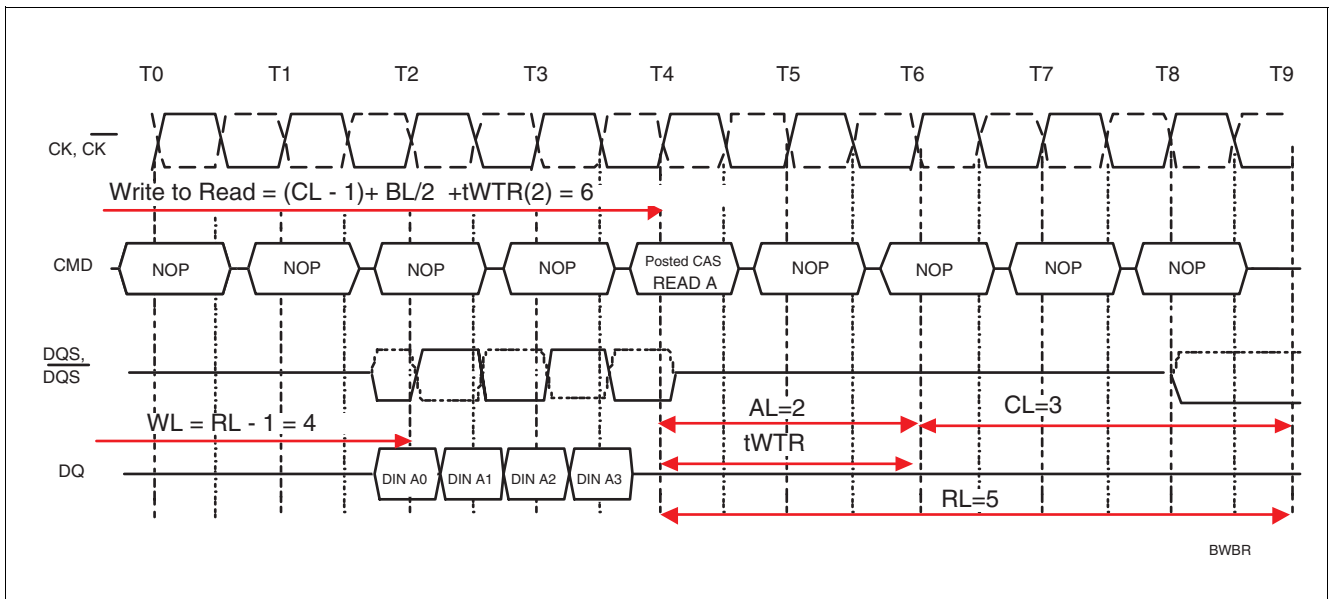 T0 T1 T2 T3 T4 T5 T6 T7 T8 T9
CK, CK
Write to Read = (CL - 1)+ BL/2 +tWTR(2) = 6
CMD NOP NOP NOP NOP Posted CAS READ A NOP NOP NOP NOP
DQS,
DQS
WL = RL - 1 = 4 AL=2 CL=3
tWTR
DQ DIN A0 DIN A1 DIN A2 DIN A3
RL=5
BWBR